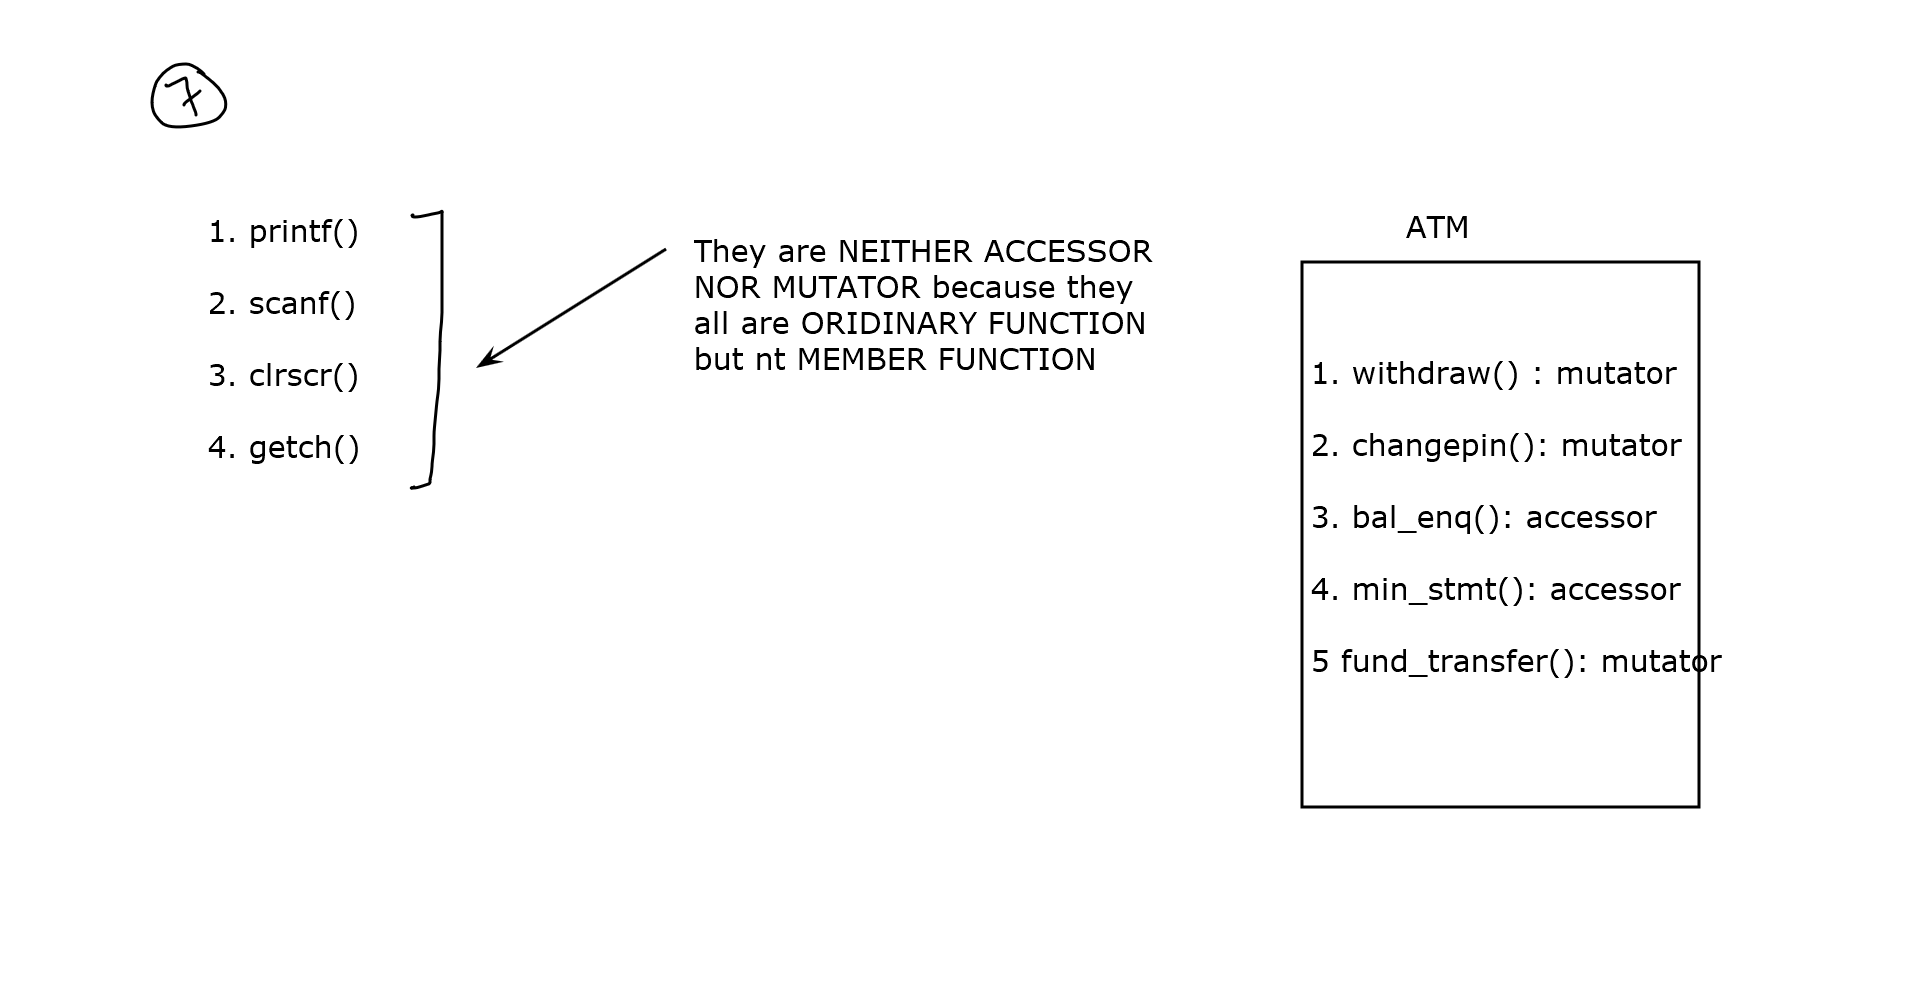 7
1. printf()
2. scanf()
3. clrscr()
4. getch()
They are NEITHER ACCESSOR
NOR MUTATOR because they
all are ORIDINARY FUNCTION
but nt MEMBER FUNCTION
ATM
1. withdraw() : mutator
2. changepin(): mutator
3. bal_enq(): accessor
4. min_stmt(): accessor
5 fund_transfer(): mutator